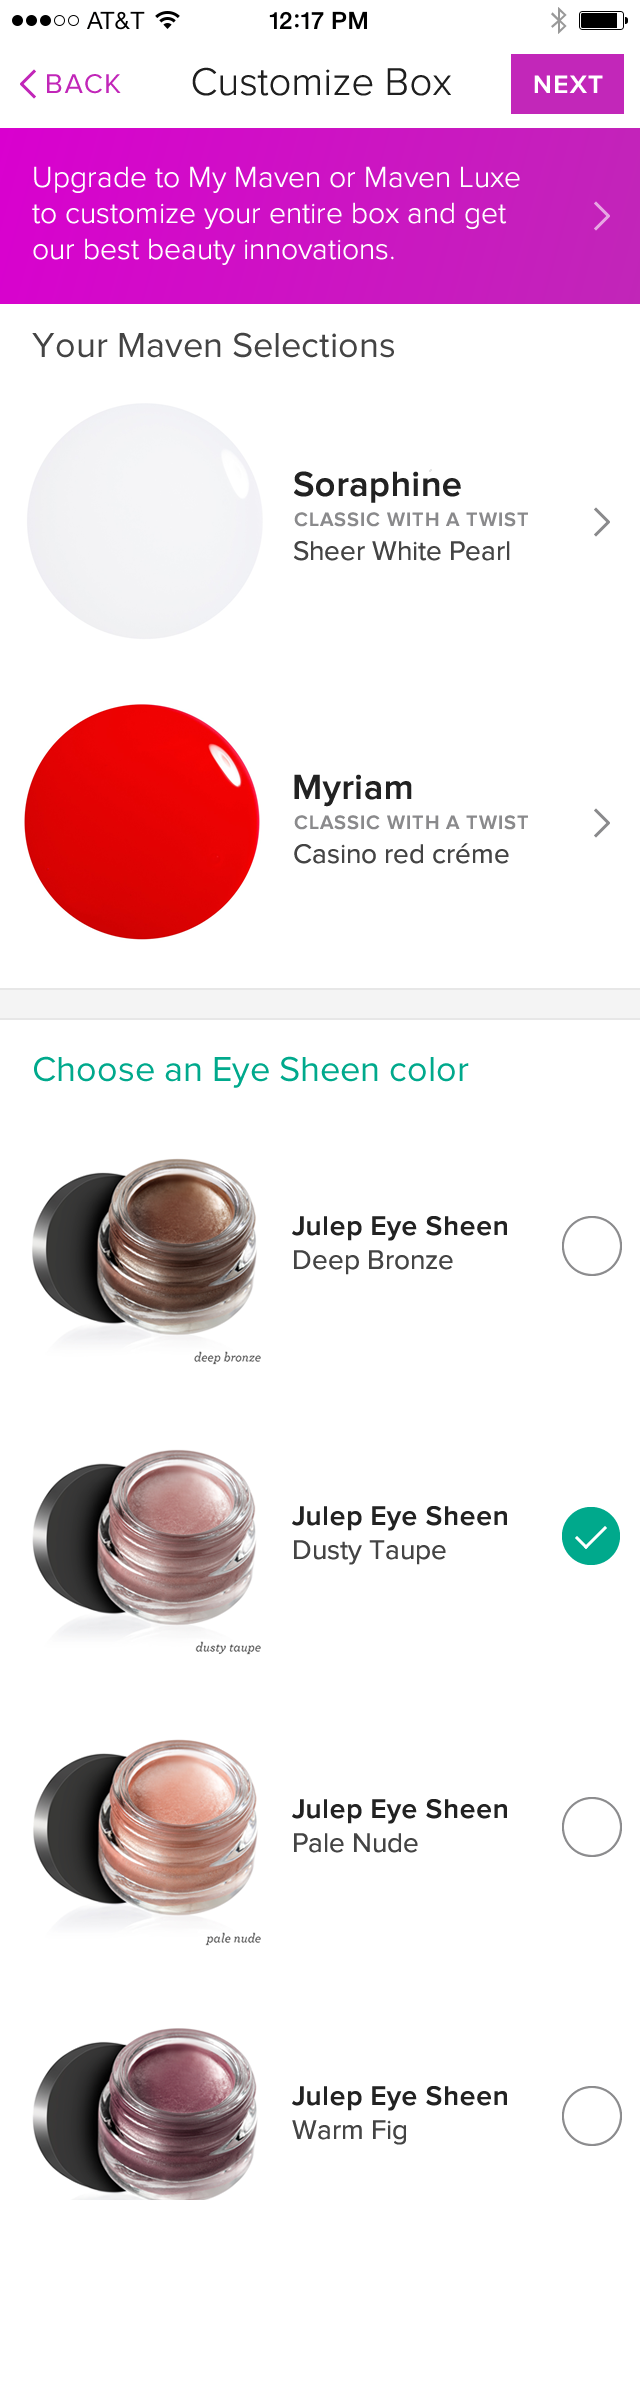 AT&T 12:17 PM
BACK Customize Box NEXT
Upgrade to My Maven or Maven Luxe
to customize your entire box and get
our best beauty innovations.
Your Maven Selections
Soraphine
CLASSIC WITH A TWIST
Sheer White Pearl
Myriam
CLASSIC WITH A TWIST
Casino red créme
Choose an Eye Sheen color
Julep Eye Sheen
Deep Bronze
deep bronze
Julep Eye Sheen
Dusty Taupe
dusty taupe
Julep Eye Sheen
Pale Nude
pale nude
Julep Eye Sheen
Warm Fig